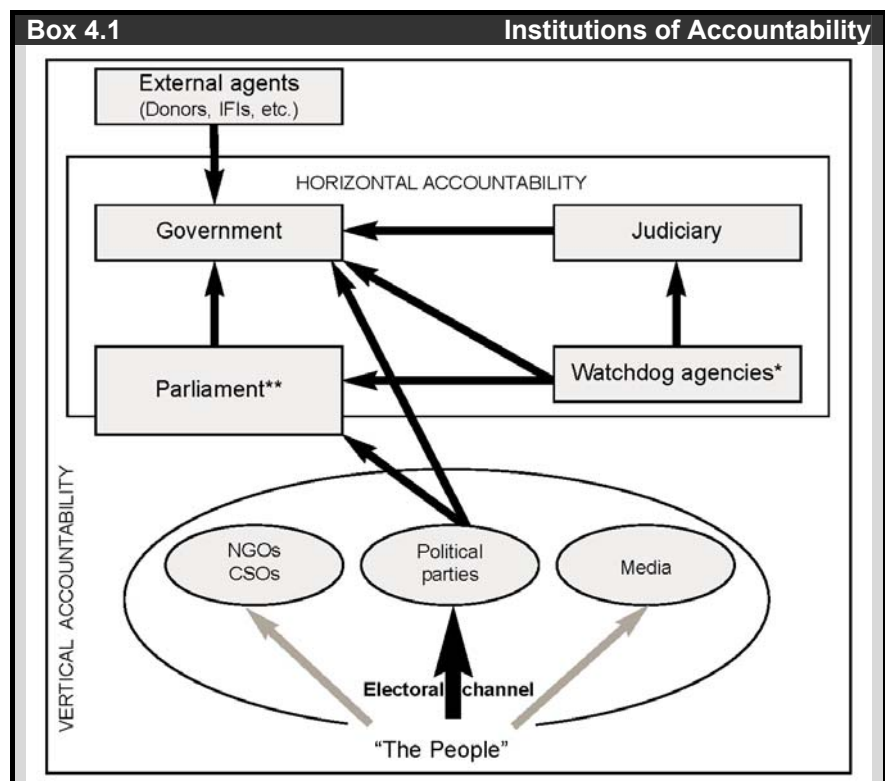 Box 4.1 Institutions of Accountability
External agents
(Donors, IFIs, etc.)
HORIZONTAL ACCOUNTABILITY
Government
Judiciary
Parliament**
Watchdog agencies*
VERTICAL ACCOUNTABILITY
NGOs
CSOs
Political
parties
Media
Electoral channel
"The People"